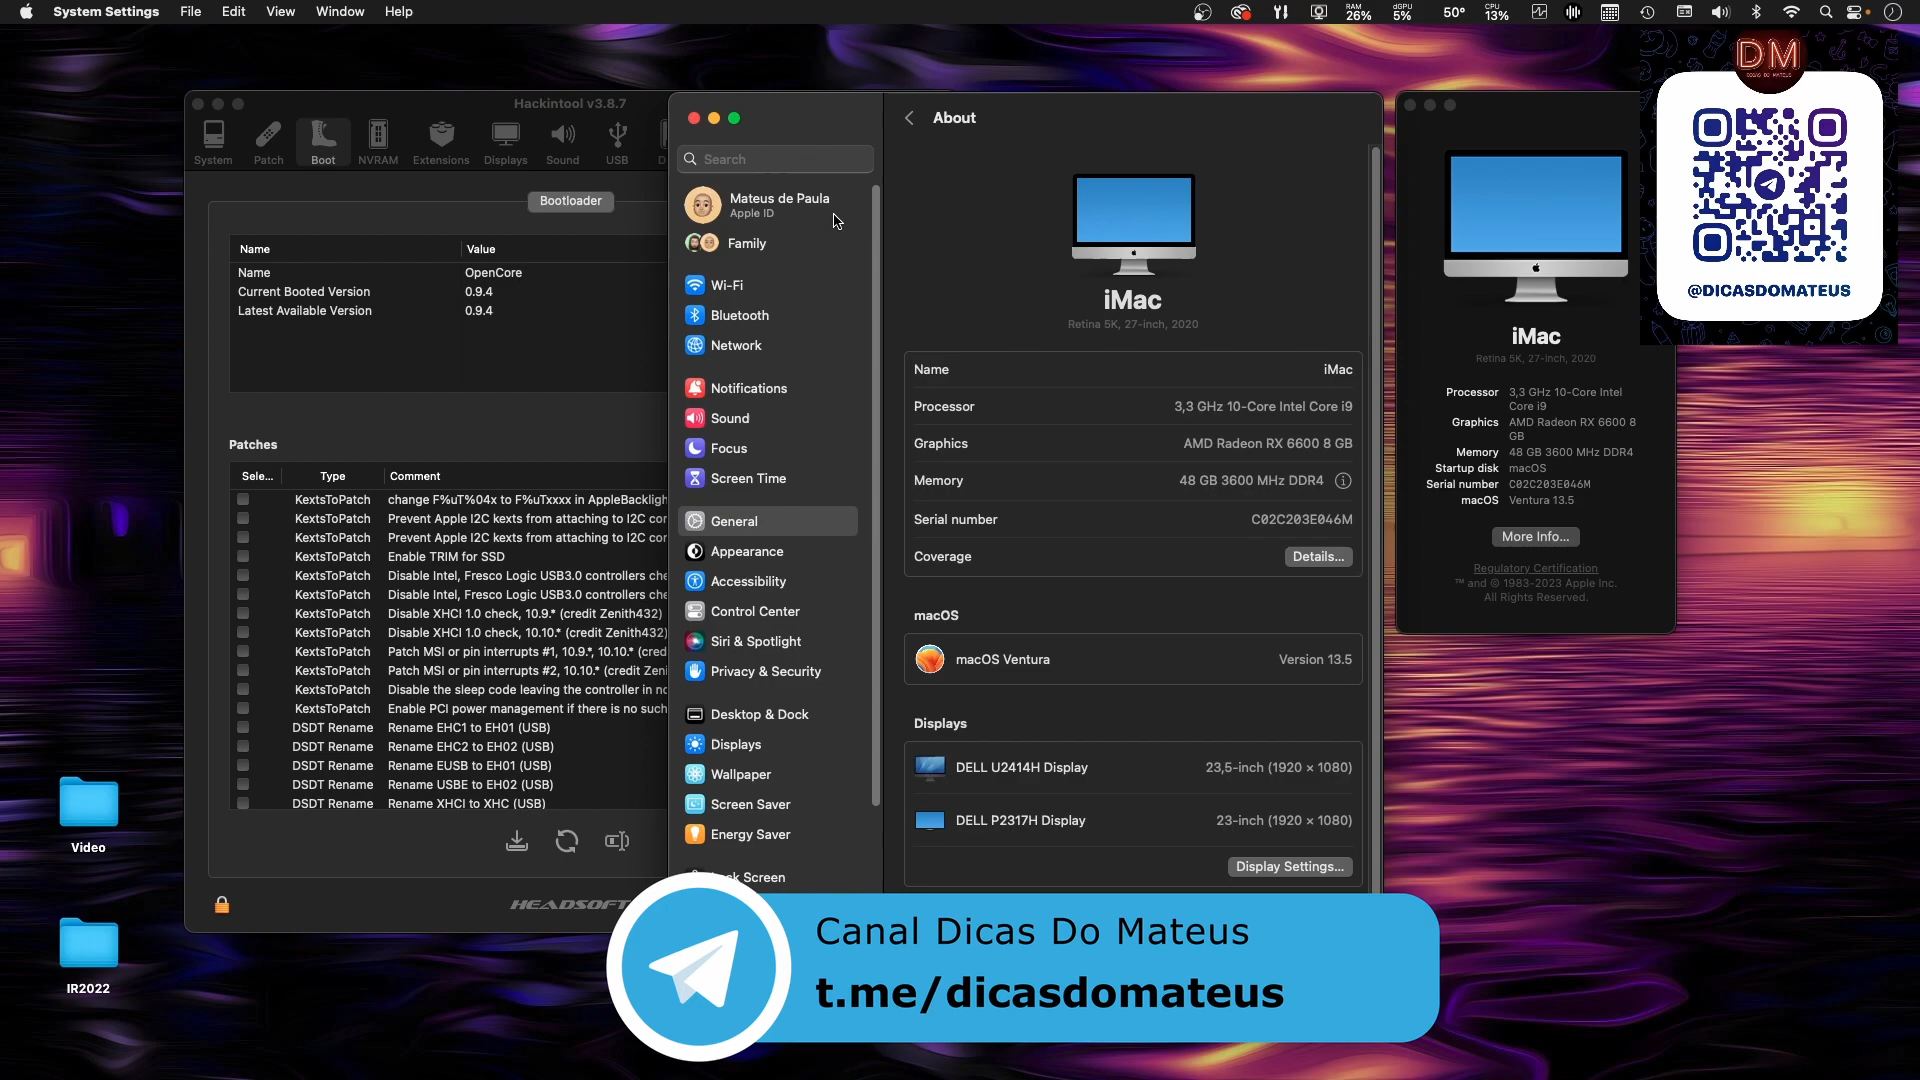 System Settings File Edit View Window Help
RAM 26% dGPU 5% 50° CPU 13%
Hackintool v3.8.7
System Patch Boot NVRAM Extensions Displays Sound USB D
Bootloader
Name Value
Name OpenCore
Current Booted Version 0.9.4
Latest Available Version 0.9.4
Patches
Sele... Type Comment
KextsToPatch change F%uT%04x to F%uTxxxx in AppleBackligh
KextsToPatch Prevent Apple I2C kexts from attaching to I2C cor
KextsToPatch Prevent Apple I2C kexts from attaching to I2C cor
KextsToPatch Enable TRIM for SSD
KextsToPatch Disable Intel, Fresco Logic USB3.0 controllers che
KextsToPatch Disable Intel, Fresco Logic USB3.0 controllers che
KextsToPatch Disable XHCI 1.0 check, 10.9.* (credit Zenith432)
KextsToPatch Disable XHCI 1.0 check, 10.10.* (credit Zenith432)
KextsToPatch Patch MSI or pin interrupts #1, 10.9.*, 10.10.* (cred
KextsToPatch Patch MSI or pin interrupts #2, 10.10.* (credit Zeni
KextsToPatch Disable the sleep code leaving the controller in no
KextsToPatch Enable PCI power management if there is no such
DSDT Rename Rename EHC1 to EH01 (USB)
DSDT Rename Rename EHC2 to EH02 (USB)
DSDT Rename Rename EUSB to EH01 (USB)
DSDT Rename Rename USBE to EH02 (USB)
DSDT Rename Rename XHCI to XHC (USB)
HEADSOFT
Video
IR2022
Search
Mateus de Paula
Apple ID
Family
Wi-Fi
Bluetooth
Network
Notifications
Sound
Focus
Screen Time
General
Appearance
Accessibility
Control Center
Siri & Spotlight
Privacy & Security
Desktop & Dock
Displays
Wallpaper
Screen Saver
Energy Saver
Screen
About
iMac
Retina 5K, 27-inch, 2020
Name iMac
Processor 3,3 GHz 10-Core Intel Core i9
Graphics AMD Radeon RX 6600 8 GB
Memory 48 GB 3600 MHz DDR4
Serial number C02C203E046M
Coverage Details...
macOS
macOS Ventura Version 13.5
Displays
DELL U2414H Display 23,5-inch (1920 × 1080)
DELL P2317H Display 23-inch (1920 × 1080)
Display Settings...
iMac
Retina 5K, 27-inch, 2020
Processor 3,3 GHz 10-Core Intel
Core i9
Graphics AMD Radeon RX 6600 8
GB
Memory 48 GB 3600 MHz DDR4
Startup disk macOS
Serial number C02C203E046M
macOS Ventura 13.5
More Info...
Regulatory Certification
™ and © 1983-2023 Apple Inc.
All Rights Reserved.
DM
DICAS DO MATEUS
@DICASDOMATEUS
Canal Dicas Do Mateus
t.me/dicasdomateus